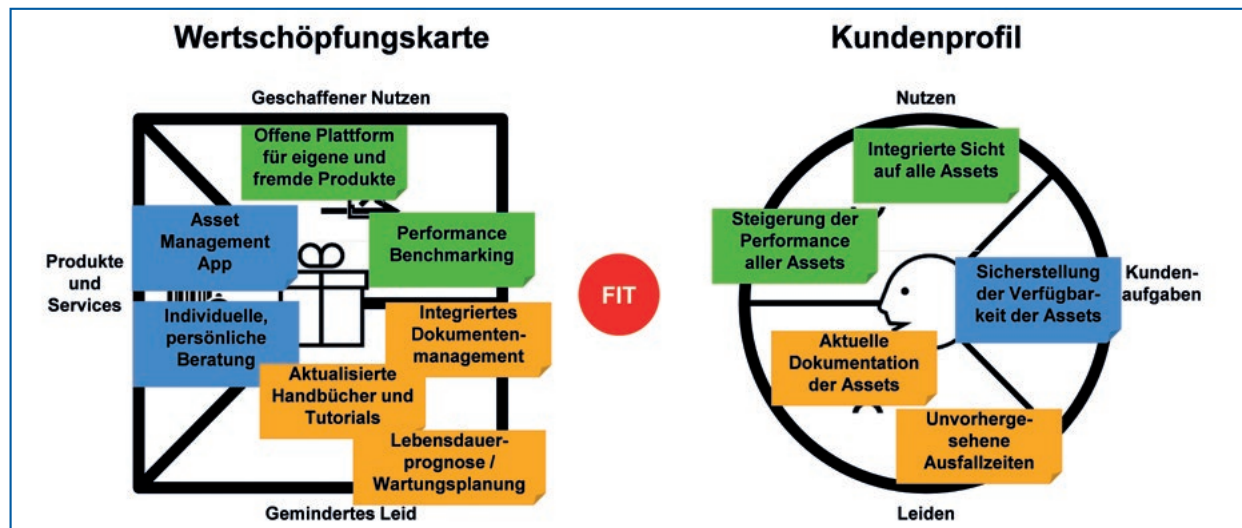 Wertschöpfungskarte
Geschaffener Nutzen
Offene Plattform
für eigene und
fremde Produkte
Asset
Management
App
Performance
Benchmarking
Produkte
und
Services
Individuelle,
persönliche
Beratung
Integriertes
Dokumenten-
management
Aktualisierte
Handbücher und
Tutorials
Lebensdauer-
prognose /
Wartungsplanung
Gemindertes Leid
FIT
Kundenprofil
Nutzen
Integrierte Sicht
auf alle Assets
Steigerung der
Performance
aller Assets
Sicherstellung
der Verfügbar-
keit der Assets
Kunden-
aufgaben
Aktuelle
Dokumentation
der Assets
Unvorherge-
sehene
Ausfallzeiten
Leiden